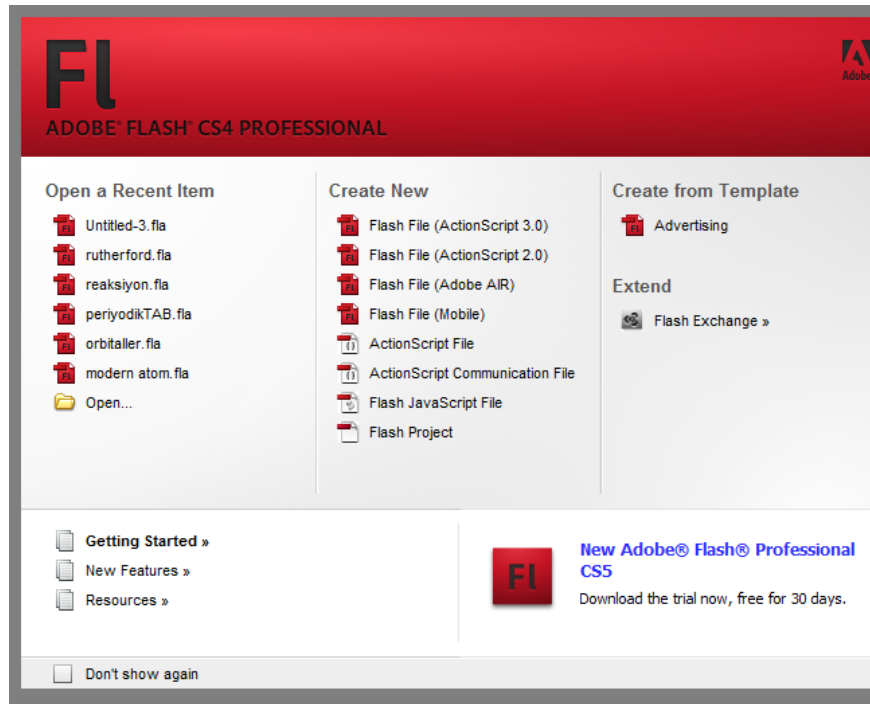 Fl
Adobe
ADOBE® FLASH® CS4 PROFESSIONAL
Open a Recent Item
Untitled-3.fla
rutherford.fla
reaksiyon.fla
periyodikTAB.fla
orbitaller.fla
modern atom.fla
Open...
Create New
Flash File (ActionScript 3.0)
Flash File (ActionScript 2.0)
Flash File (Adobe AIR)
Flash File (Mobile)
ActionScript File
ActionScript Communication File
Flash JavaScript File
Flash Project
Create from Template
Advertising
Extend
Flash Exchange »
Getting Started »
New Features »
Resources »
Fl
New Adobe® Flash® Professional
CS5
Download the trial now, free for 30 days.
Don't show again